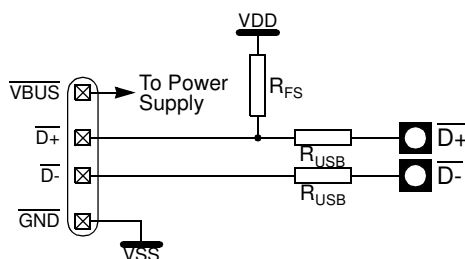 VDD
VBUS
To Power
Supply
RFS
D+
RUSB
D+
D-
RUSB
D-
GND
VSS